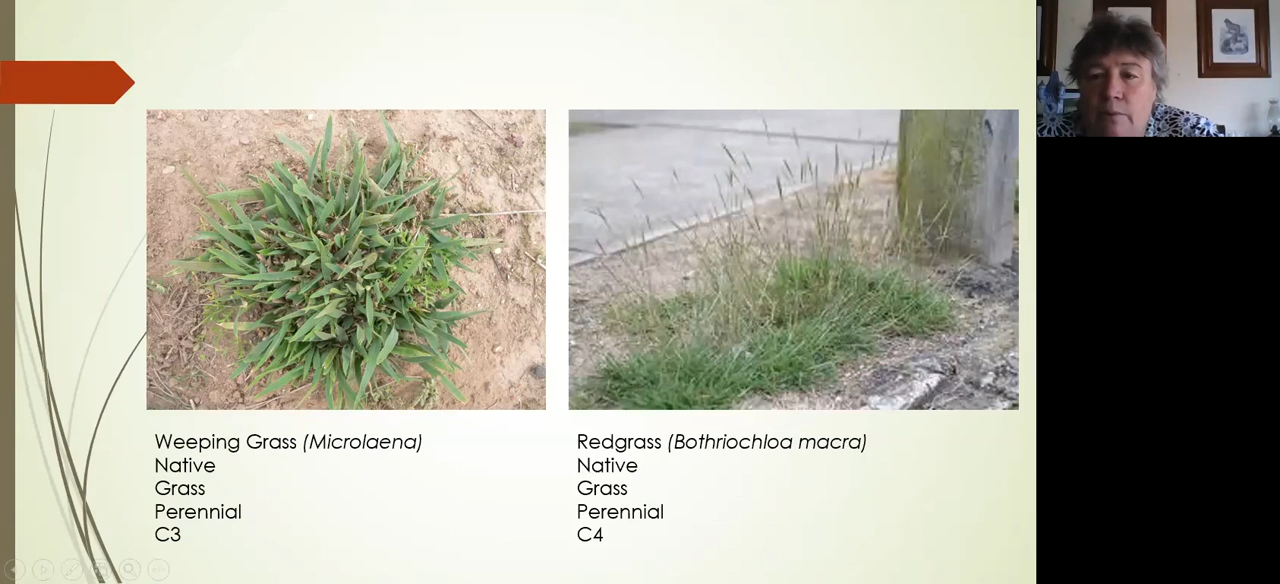 Weeping Grass (Microlaena)
Native
Grass
Perennial
C3
Redgrass (Bothriochloa macra)
Native
Grass
Perennial
C4